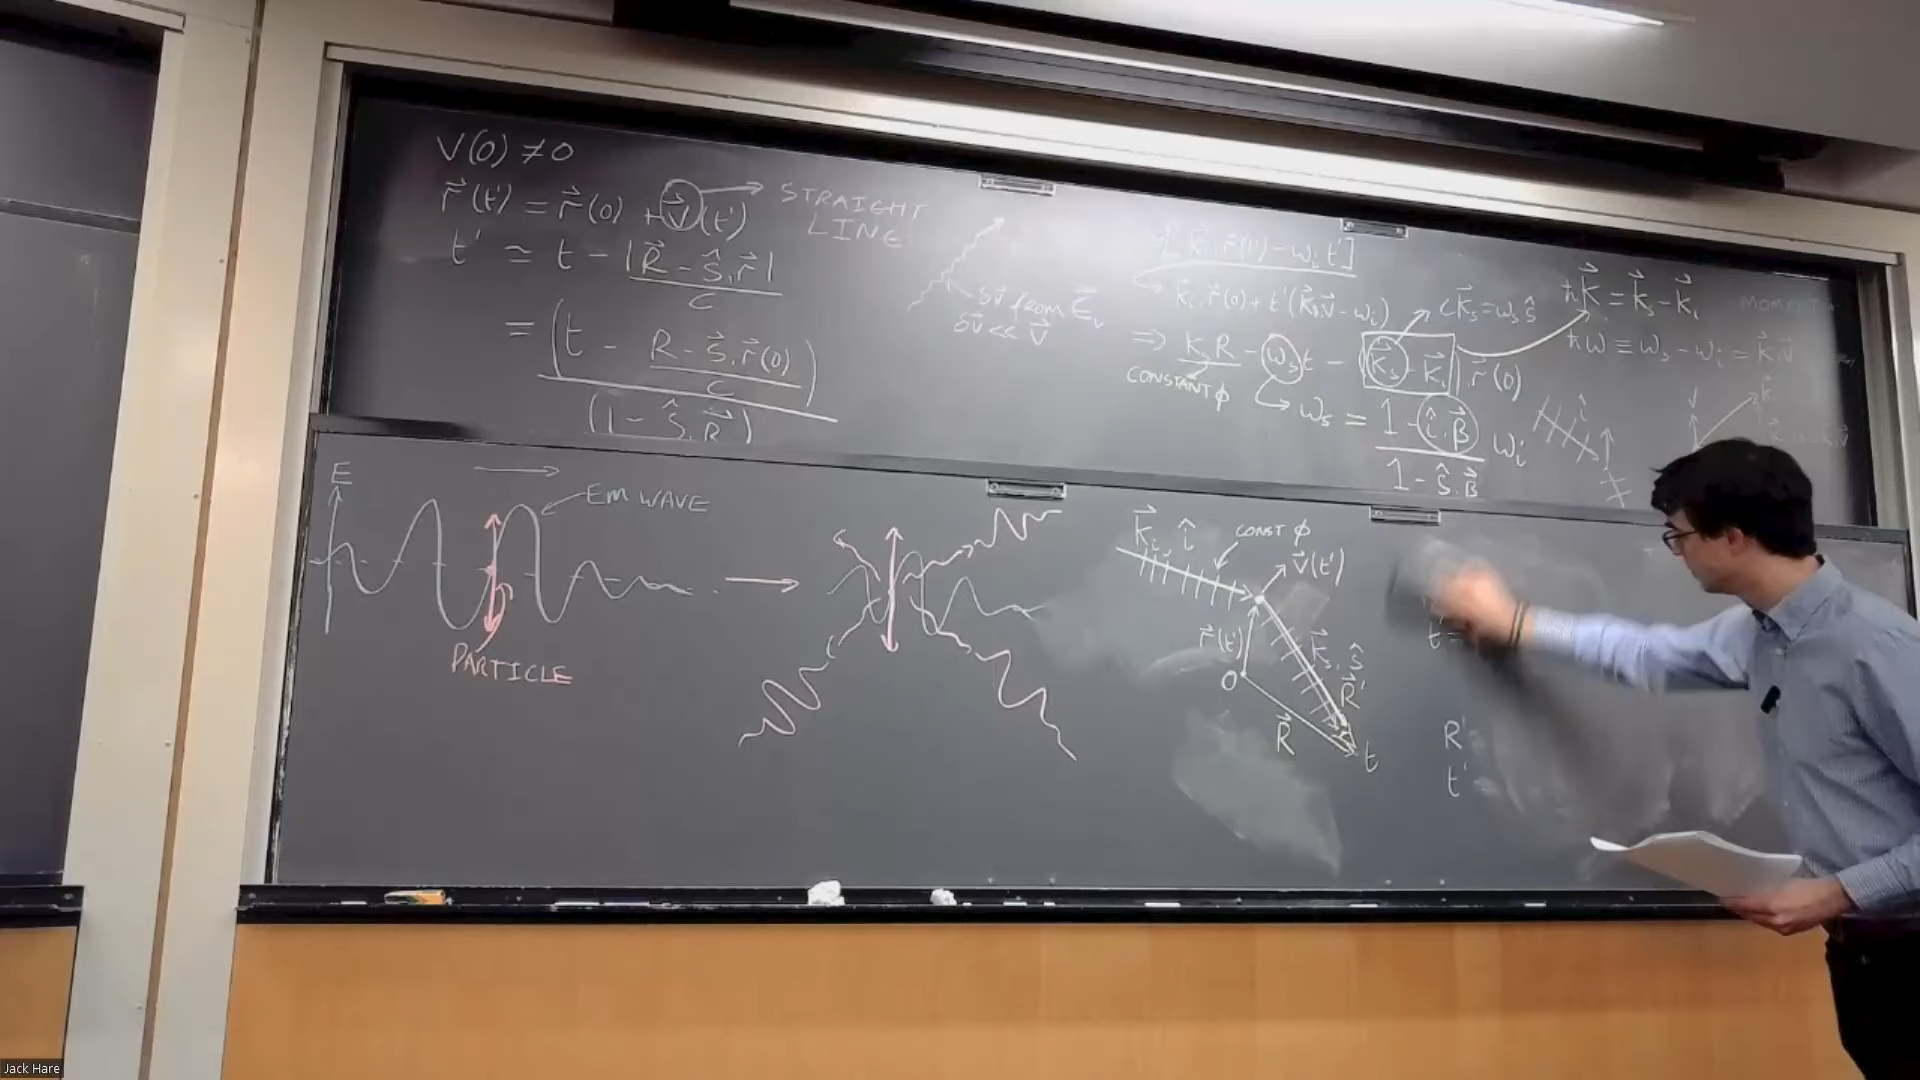 V(0) ≠ 0
r⃗(t') = r⃗(0) + v⃗(t') → STRAIGHT LINE
t' ≃ t - |R⃗ - ŝ.r⃗| / c
= (t - (R - ŝ.r⃗(0)) / c) / (1 - ŝ.β⃗)
δv⃗ from E⃗
δv⃗ << v⃗
[k⃗.r⃗(t') - ωᵢt']
k⃗ᵢ.r⃗(0) + t'(k⃗ᵢ.v⃗ - ωᵢ)
⇒ kₛR - ωₛt - (k⃗ₛ - k⃗ᵢ).r⃗(0)
CONSTANT ϕ
ck⃗ₛ = ωₛŝ
ωₛ = (1 - î.β⃗) / (1 - ŝ.β⃗) ωᵢ
ħk⃗ = k⃗ₛ - k⃗ᵢ
ħω ≡ ωₛ - ωᵢ = k⃗.v⃗
î
E
EM WAVE
PARTICLE
k⃗ᵢ, î
CONST ϕ
v⃗(t')
r⃗(t')
k⃗ₛ, ŝ
R⃗'
O
R⃗
t
t' =
R'
t' =
Jack Hare